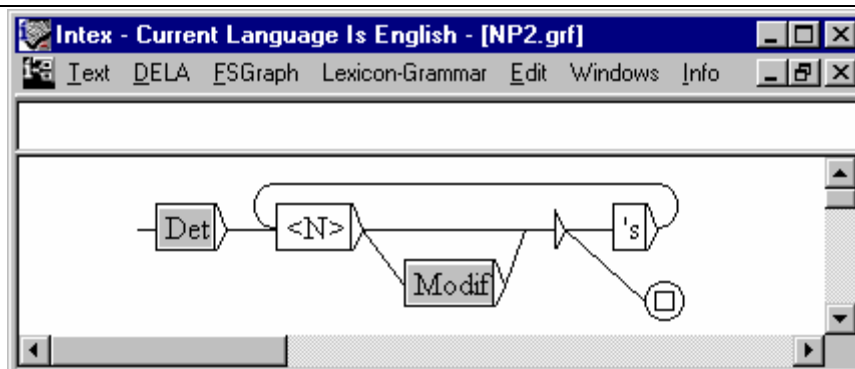 Intex - Current Language Is English - [NP2.grf]
Text DELA FSGraph Lexicon-Grammar Edit Windows Info
Det <N> 's
Modif